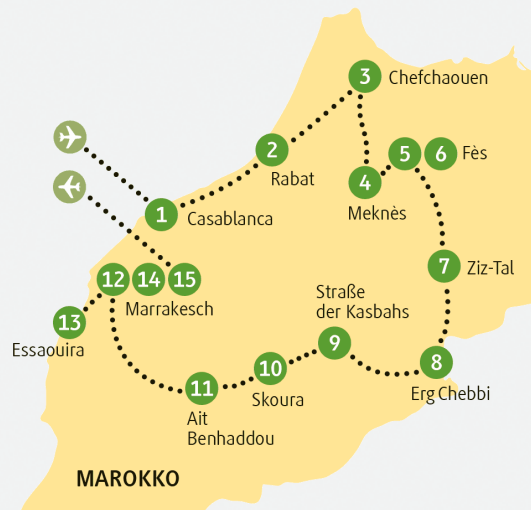 3 Chefchaouen
2
Rabat
5 6 Fès
4
Meknès
1 Casablanca
7 Ziz-Tal
12 14 15
Marrakesch
13
Essaouira
Straße
der Kasbahs
9
8
Erg Chebbi
10
Skoura
11
Ait
Benhaddou
MAROKKO